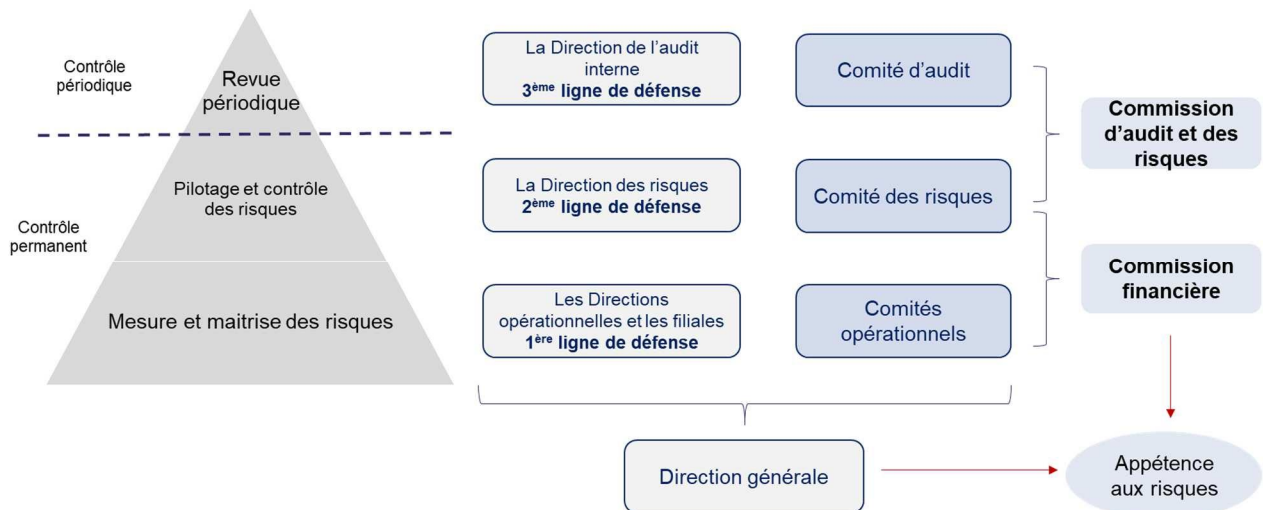 Contrôle
périodique
Revue
périodique
La Direction de l'audit
interne
3ème ligne de défense
Comité d'audit
Commission
d'audit et des
risques
Contrôle
permanent
Pilotage et contrôle
des risques
La Direction des risques
2ème ligne de défense
Comité des risques
Commission
financière
Mesure et maitrise des risques
Les Directions
opérationnelles et les filiales
1ère ligne de défense
Comités
opérationnels
Direction générale
Appétence
aux risques